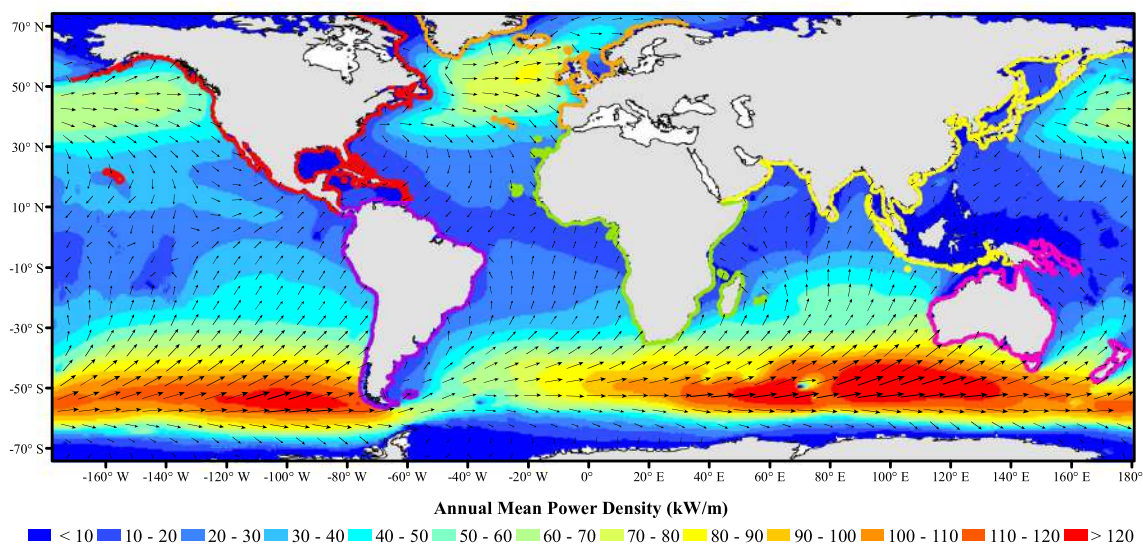 70° N
50° N
30° N
10° N
-10° S
-30° S
-50° S
-70° S
-160° W -140° W -120° W -100° W -80° W -60° W -40° W -20° W 0° 20° E 40° E 60° E 80° E 100° E 120° E 140° E 160° E 180°
Annual Mean Power Density (kW/m)
< 10 10 - 20 20 - 30 30 - 40 40 - 50 50 - 60 60 - 70 70 - 80 80 - 90 90 - 100 100 - 110 110 - 120 > 120